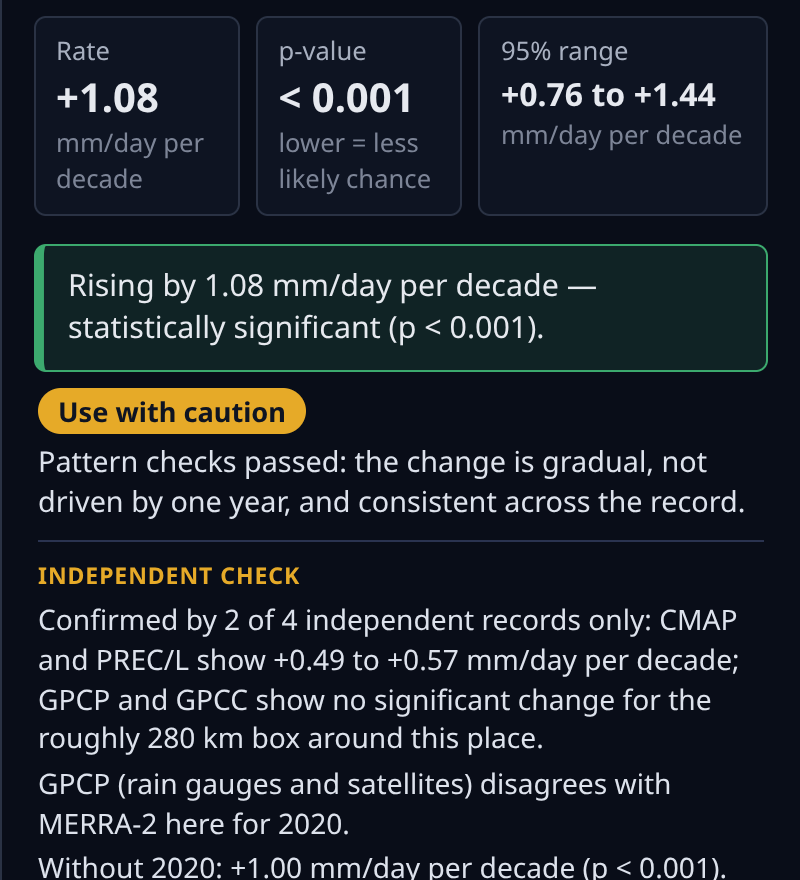 Rate
+1.08
mm/day per
decade
p-value
< 0.001
lower = less
likely chance
95% range
+0.76 to +1.44
mm/day per decade
Rising by 1.08 mm/day per decade —
statistically significant (p < 0.001).
Use with caution
Pattern checks passed: the change is gradual, not
driven by one year, and consistent across the record.
INDEPENDENT CHECK
Confirmed by 2 of 4 independent records only: CMAP
and PREC/L show +0.49 to +0.57 mm/day per decade;
GPCP and GPCC show no significant change for the
roughly 280 km box around this place.
GPCP (rain gauges and satellites) disagrees with
MERRA-2 here for 2020.
Without 2020: +1.00 mm/day per decade (p < 0.001).